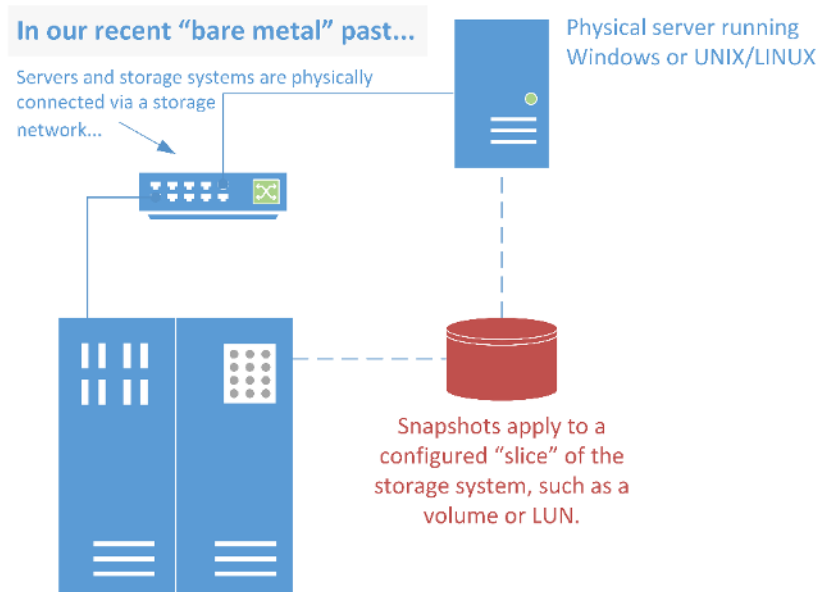 In our recent “bare metal” past...
Servers and storage systems are physically
connected via a storage
network...
Physical server running
Windows or UNIX/LINUX
Snapshots apply to a
configured “slice” of the
storage system, such as a
volume or LUN.